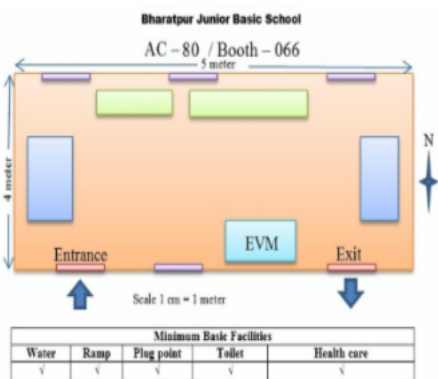 Bharatpur Junior Basic School
AC – 80 / Booth – 066
5 meter
4 meter
N
EVM
Entrance
Exit
Scale 1 cm = 1 meter
Minimum Basic Facilities
Water Ramp Plug point Toilet Health care
√ √ √ √ √